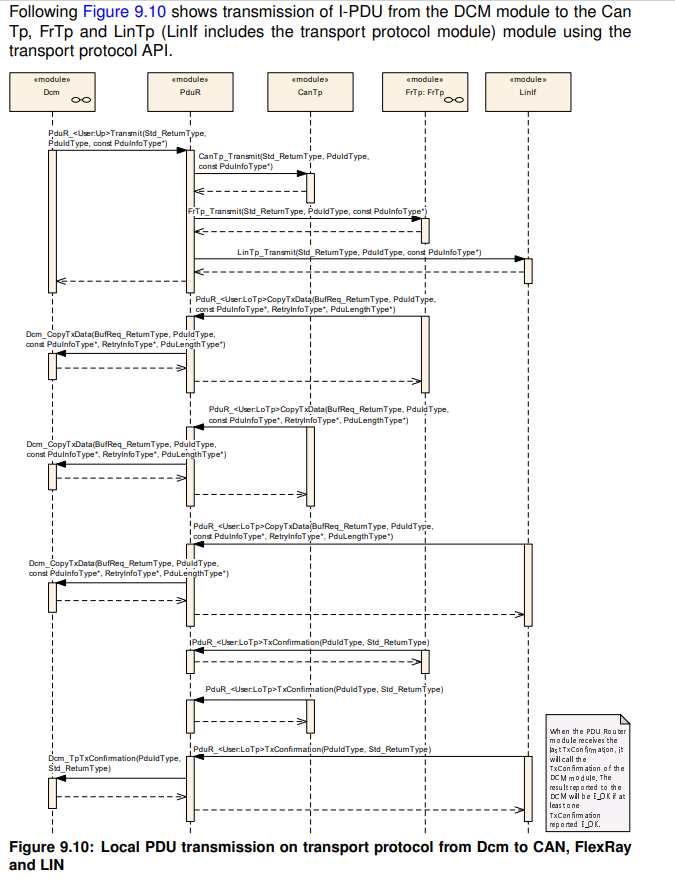 Following Figure 9.10 shows transmission of I-PDU from the DCM module to the Can
Tp, FrTp and LinTp (LinIf includes the transport protocol module) module using the
transport protocol API.
«module»
Dcm
«module»
PduR
«module»
CanTp
«module»
FrTp: FrTp
«module»
LinIf
PduR_<User:Up>Transmit(Std_ReturnType,
PduIdType, const PduInfoType*)
CanTp_Transmit(Std_ReturnType, PduIdType,
const PduInfoType*)
FrTp_Transmit(Std_ReturnType, PduIdType, const PduInfoType*)
LinTp_Transmit(Std_ReturnType, PduIdType, const PduInfoType*)
PduR_<User:LoTp>CopyTxData(BufReq_ReturnType, PduIdType,
const PduInfoType*, RetryInfoType*, PduLengthType*)
Dcm_CopyTxData(BufReq_ReturnType, PduIdType,
const PduInfoType*, RetryInfoType*, PduLengthType*)
PduR_<User:LoTp>CopyTxData(BufReq_ReturnType, PduIdType,
const PduInfoType*, RetryInfoType*, PduLengthType*)
Dcm_CopyTxData(BufReq_ReturnType, PduIdType,
const PduInfoType*, RetryInfoType*, PduLengthType*)
PduR_<User:LoTp>CopyTxData(BufReq_ReturnType, PduIdType,
const PduInfoType*, RetryInfoType*, PduLengthType*)
Dcm_CopyTxData(BufReq_ReturnType, PduIdType,
const PduInfoType*, RetryInfoType*, PduLengthType*)
PduR_<User:LoTp>TxConfirmation(PduIdType, Std_ReturnType)
PduR_<User:LoTp>TxConfirmation(PduIdType, Std_ReturnType)
PduR_<User:LoTp>TxConfirmation(PduIdType, Std_ReturnType)
Dcm_TpTxConfirmation(PduIdType,
Std_ReturnType)
When the PDU Router
module receives the
last TxConfirmation, it
will call the
TxConfirmation of the
DCM module. The
result reported to the
DCM will be E_OK if at
least one
TxConfirmation
reported E_OK.
Figure 9.10: Local PDU transmission on transport protocol from Dcm to CAN, FlexRay
and LIN